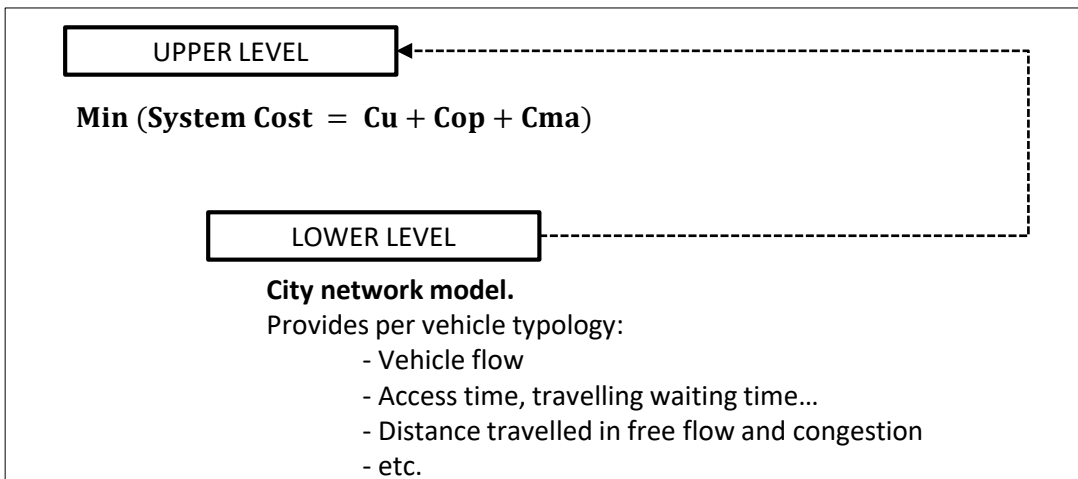 UPPER LEVEL
Min (System Cost = Cu + Cop + Cma)
LOWER LEVEL
City network model.
Provides per vehicle typology:
- Vehicle flow
- Access time, travelling waiting time…
- Distance travelled in free flow and congestion
- etc.